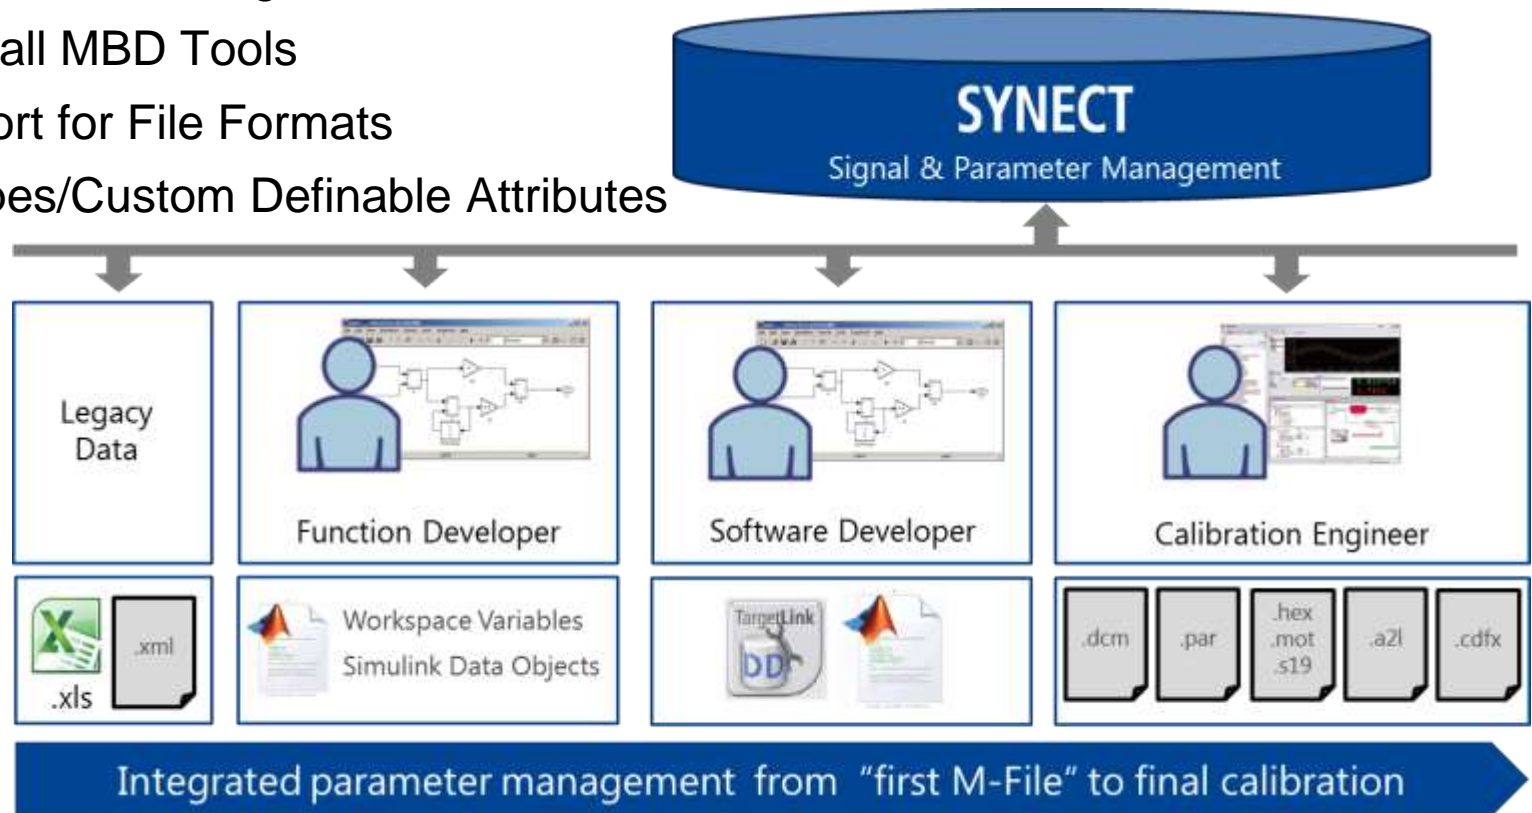 all MBD Tools
ort for File Formats
pes/Custom Definable Attributes
SYNECT
Signal & Parameter Management
Legacy
Data
Function Developer
Software Developer
Calibration Engineer
.xls
.xml
Workspace Variables
Simulink Data Objects
TargetLink
DD
.dcm
.par
.hex
.mot
.s19
.a2l
.cdfx
Integrated parameter management from "first M-File" to final calibration